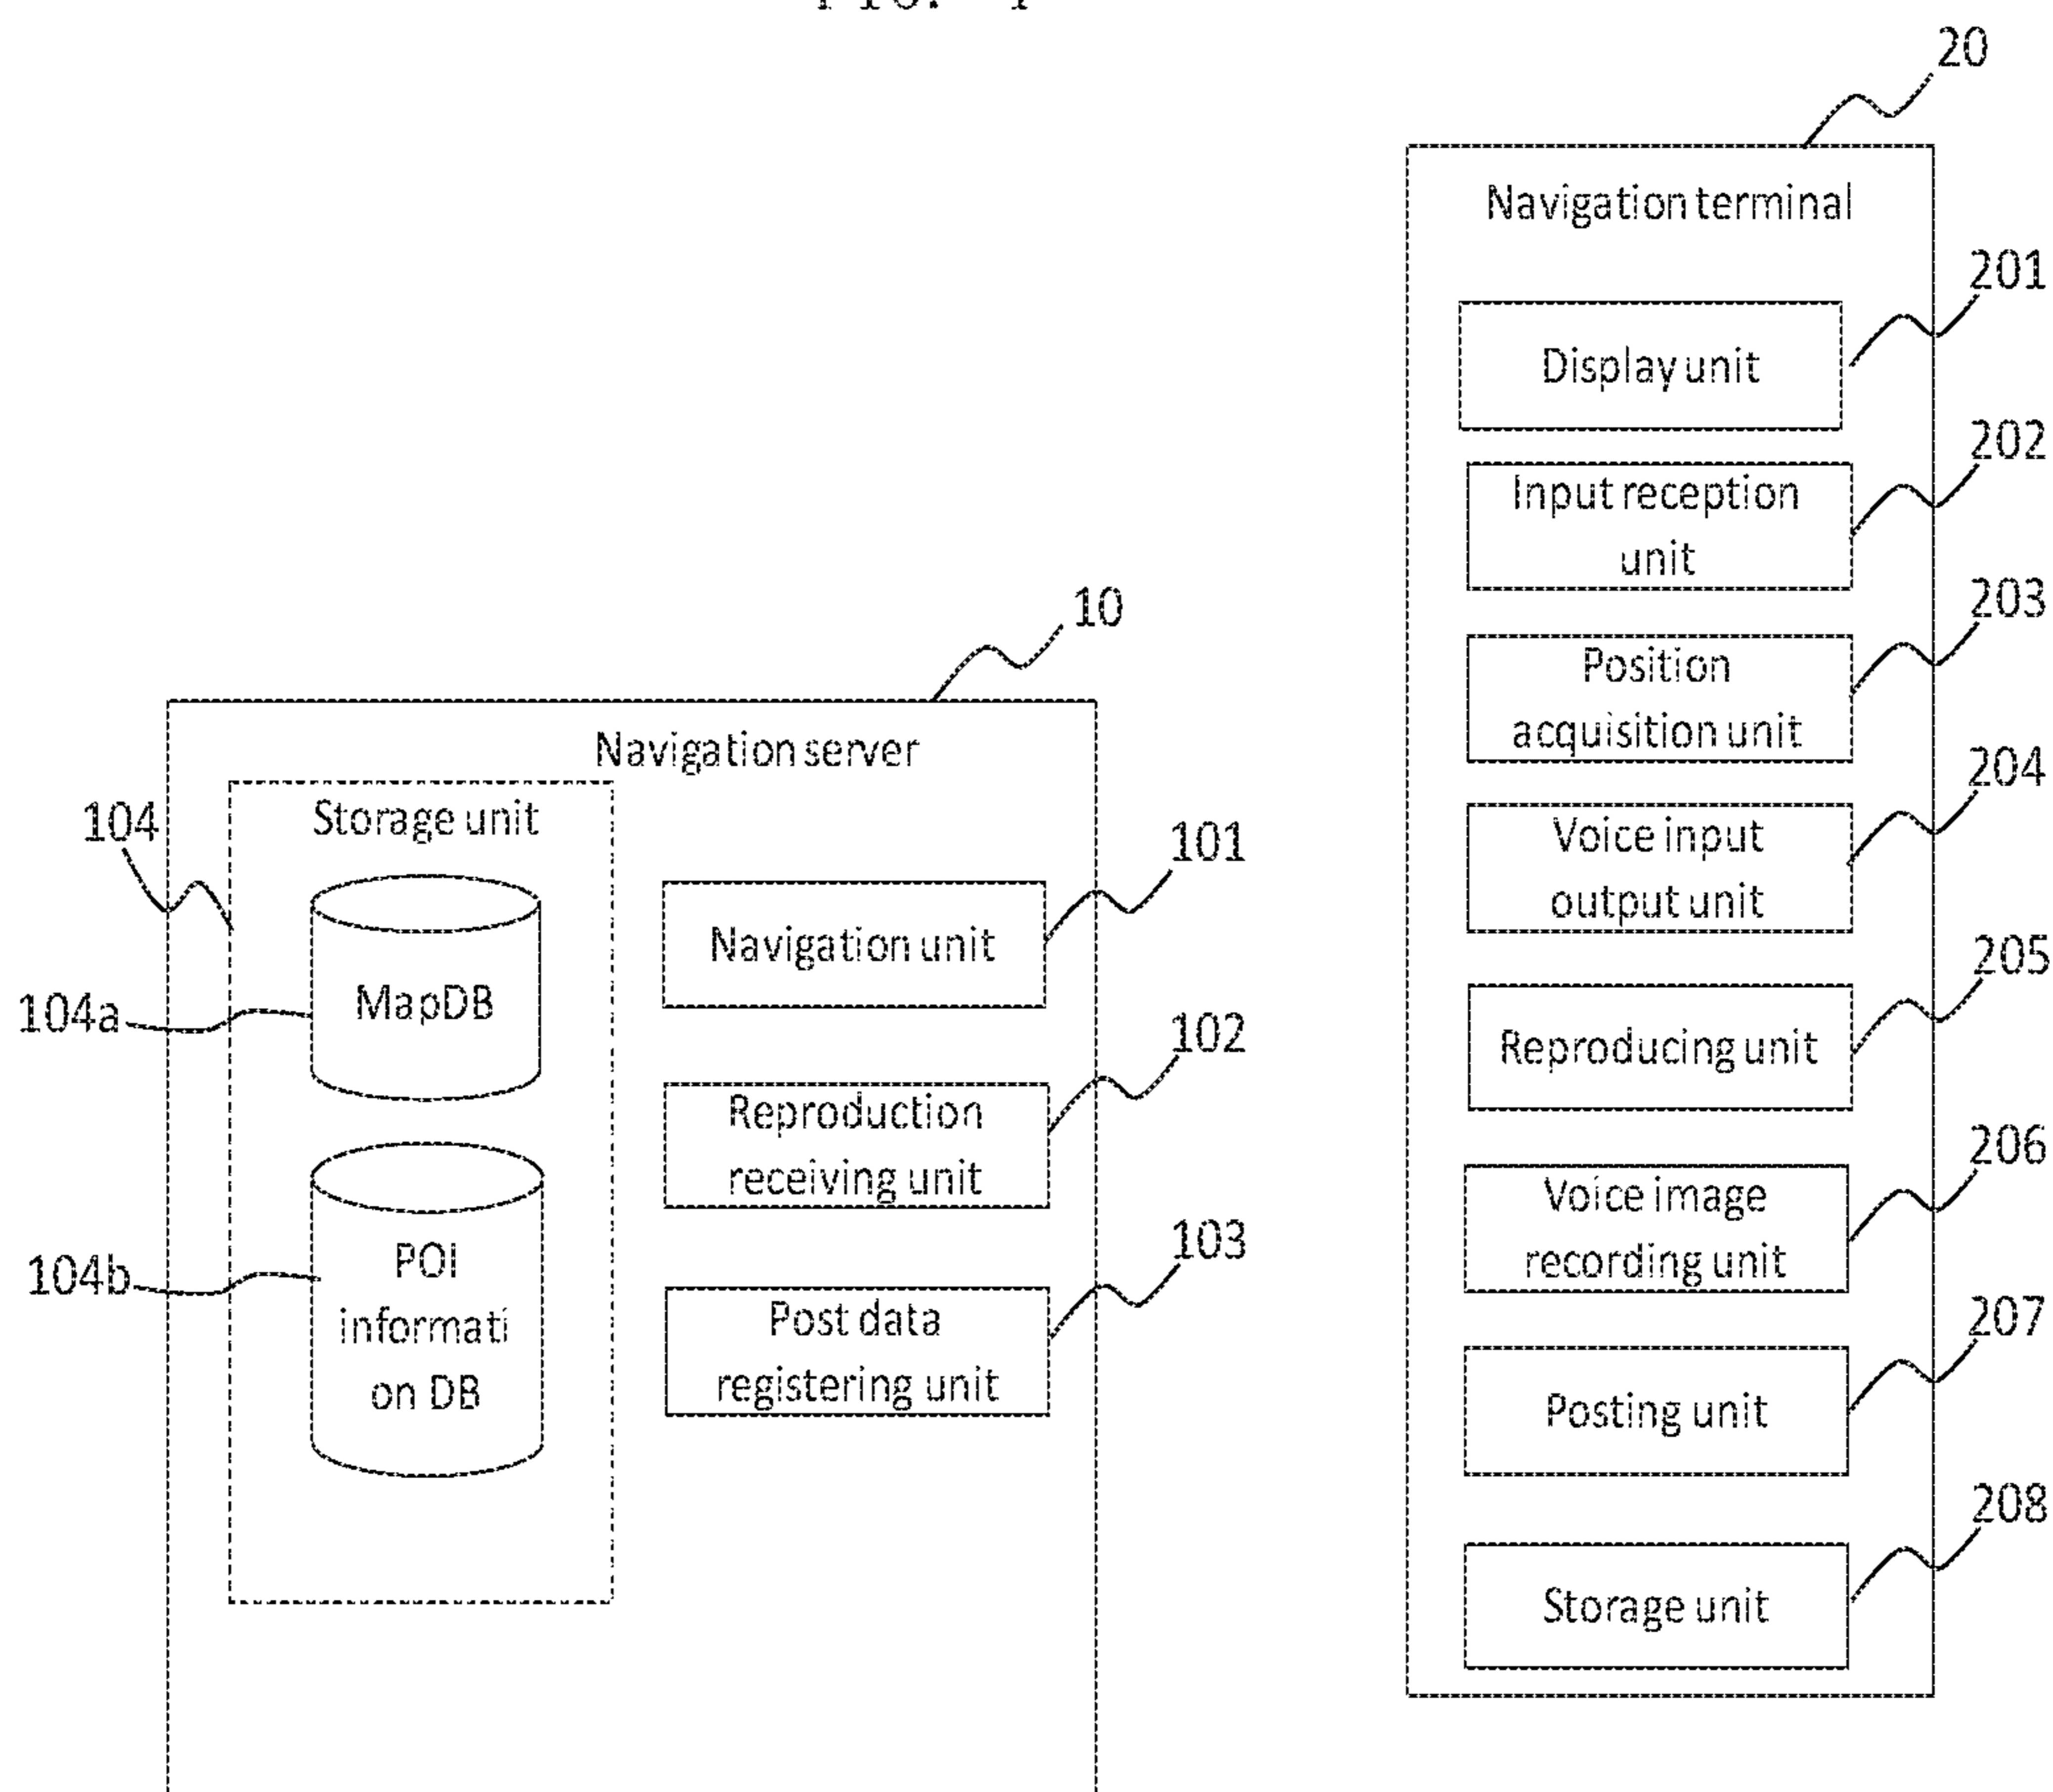 20
Navigation terminal
201
Display unit
202
Input reception
unit
203
Position
acquisition unit
204
Voice input
output unit
205
Reproducing unit
206
Voice image
recording unit
207
Posting unit
208
Storage unit
10
Navigation server
104
Storage unit
104a
MapDB
104b
POI
informati
on DB
101
Navigation unit
102
Reproduction
receiving unit
103
Post data
registering unit